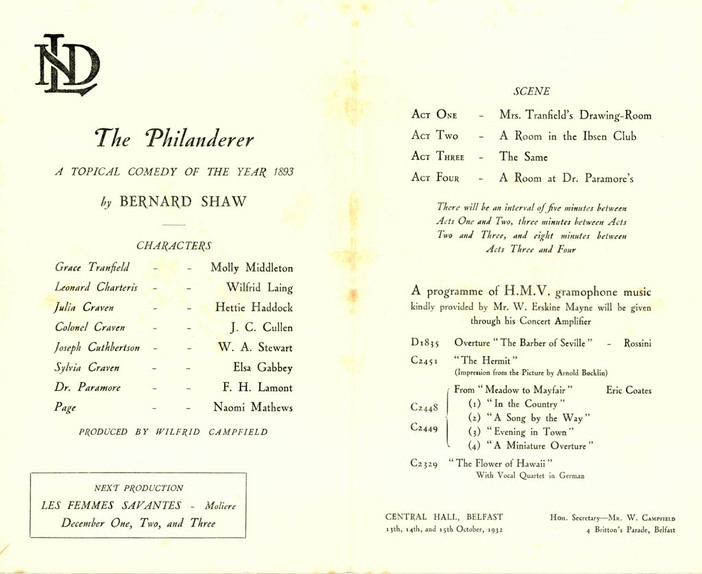 NLD
The Philanderer
A TOPICAL COMEDY OF THE YEAR 1893
by BERNARD SHAW
CHARACTERS
Grace Tranfield - - Molly Middleton
Leonard Charteris - - Wilfrid Laing
Julia Craven - - Hettie Haddock
Colonel Craven - - J. C. Cullen
Joseph Cuthbertson - - W. A. Stewart
Sylvia Craven - - Elsa Gabbey
Dr. Paramore - - F. H. Lamont
Page - - Naomi Mathews
PRODUCED BY WILFRID CAMPFIELD
NEXT PRODUCTION
LES FEMMES SAVANTES - Moliere
December One, Two, and Three
SCENE
ACT ONE - Mrs. Tranfield's Drawing-Room
ACT TWO - A Room in the Ibsen Club
ACT THREE - The Same
ACT FOUR - A Room at Dr. Paramore's
There will be an interval of five minutes between
Acts One and Two, three minutes between Acts
Two and Three, and eight minutes between
Acts Three and Four
A programme of H.M.V. gramophone music
kindly provided by Mr. W. Erskine Mayne will be given
through his Concert Amplifier
D1835 Overture "The Barber of Seville" - Rossini
C2451 "The Hermit"
(Impression from the Picture by Arnold Bocklin)
From "Meadow to Mayfair" Eric Coates
C2448 (1) "In the Country"
(2) "A Song by the Way"
C2449 (3) "Evening in Town"
(4) "A Miniature Overture"
C2329 "The Flower of Hawaii"
With Vocal Quartet in German
CENTRAL HALL, BELFAST
13th, 14th, and 15th October, 1932
Hon. Secretary—MR. W. CAMPFIELD
4 Britton's Parade, Belfast